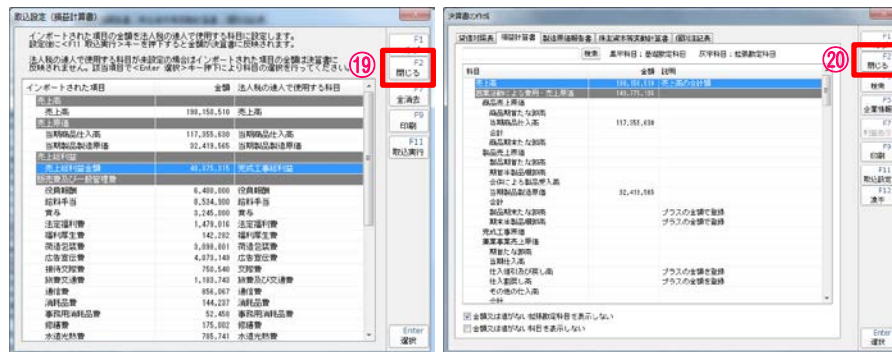 取込設定（損益計算書）
インポートされた項目の金額を法人税の達人で使用する科目に設定します。
設定後に<F11 取込実行>キーを押下すると金額が決算書に反映されます。
法人税の達人で使用する科目が未設定の場合はインポートされた項目の金額は決算書に
反映されません。該当項目で<Enter 選択>キー押下により科目の選択を行ってください。
⑲
F1
F2
閉じる
全消去
F9
印刷
F11
取込実行
Enter
選択
インポートされた項目 金額 法人税の達人で使用する科目
売上高
売上高 198,150,510 売上高
売上原価
当期商品仕入高 117,355,630 当期商品仕入高
当期製品製造原価 32,419,565 当期製品製造原価
売上総利益
売上総利益金額 48,375,315 完成工事総利益
販売費及び一般管理費
役員報酬 6,400,000 役員報酬
給料手当 8,534,900 給料手当
賞与 3,245,000 賞与
法定福利費 1,479,016 法定福利費
福利厚生費 142,202 福利厚生費
荷造包装費 3,098,001 荷造包装費
広告宣伝費 4,073,140 広告宣伝費
接待交際費 750,540 交際費
旅費交通費 1,103,743 旅費及び交通費
通信費 856,067 通信費
消耗品費 144,237 消耗品費
事務用消耗品費 52,450 事務用消耗品費
修繕費 175,002 修繕費
水道光熱費 785,741 水道光熱費
決算書の作成
貸借対照表 損益計算書 製造原価報告書 株主資本等変動計算書 個別注記表
検索 黒平科目：基礎勘定科目 灰字科目：拡張勘定科目
⑳
F1
F2
閉じる
検索
F5
企業情報
F7
F9
印刷
F11
取込設定
F12
Enter
選択
科目 金額 説明
売上高 198,150,510 売上高の合計額
営業活動による費用・売上原価
商品売上原価
商品期首たな卸高
当期商品仕入高 117,355,630
合計
商品期末たな卸高
製品売上原価
製品期首たな卸高
期首半製品棚卸高
合併による製品受入高
当期製品製造原価 32,419,565
合計
製品期末たな卸高 プラスの金額で登録
期末半製品棚卸高 プラスの金額で登録
完成工事原価
兼業事業売上原価
期首たな卸高
当期仕入高
仕入値引及び戻し高 プラスの金額を登録
仕入割戻し高 プラスの金額を登録
その他の仕入高
合計
金額又は値がない拡張勘定科目を表示しない
金額又は値がない科目を表示しない